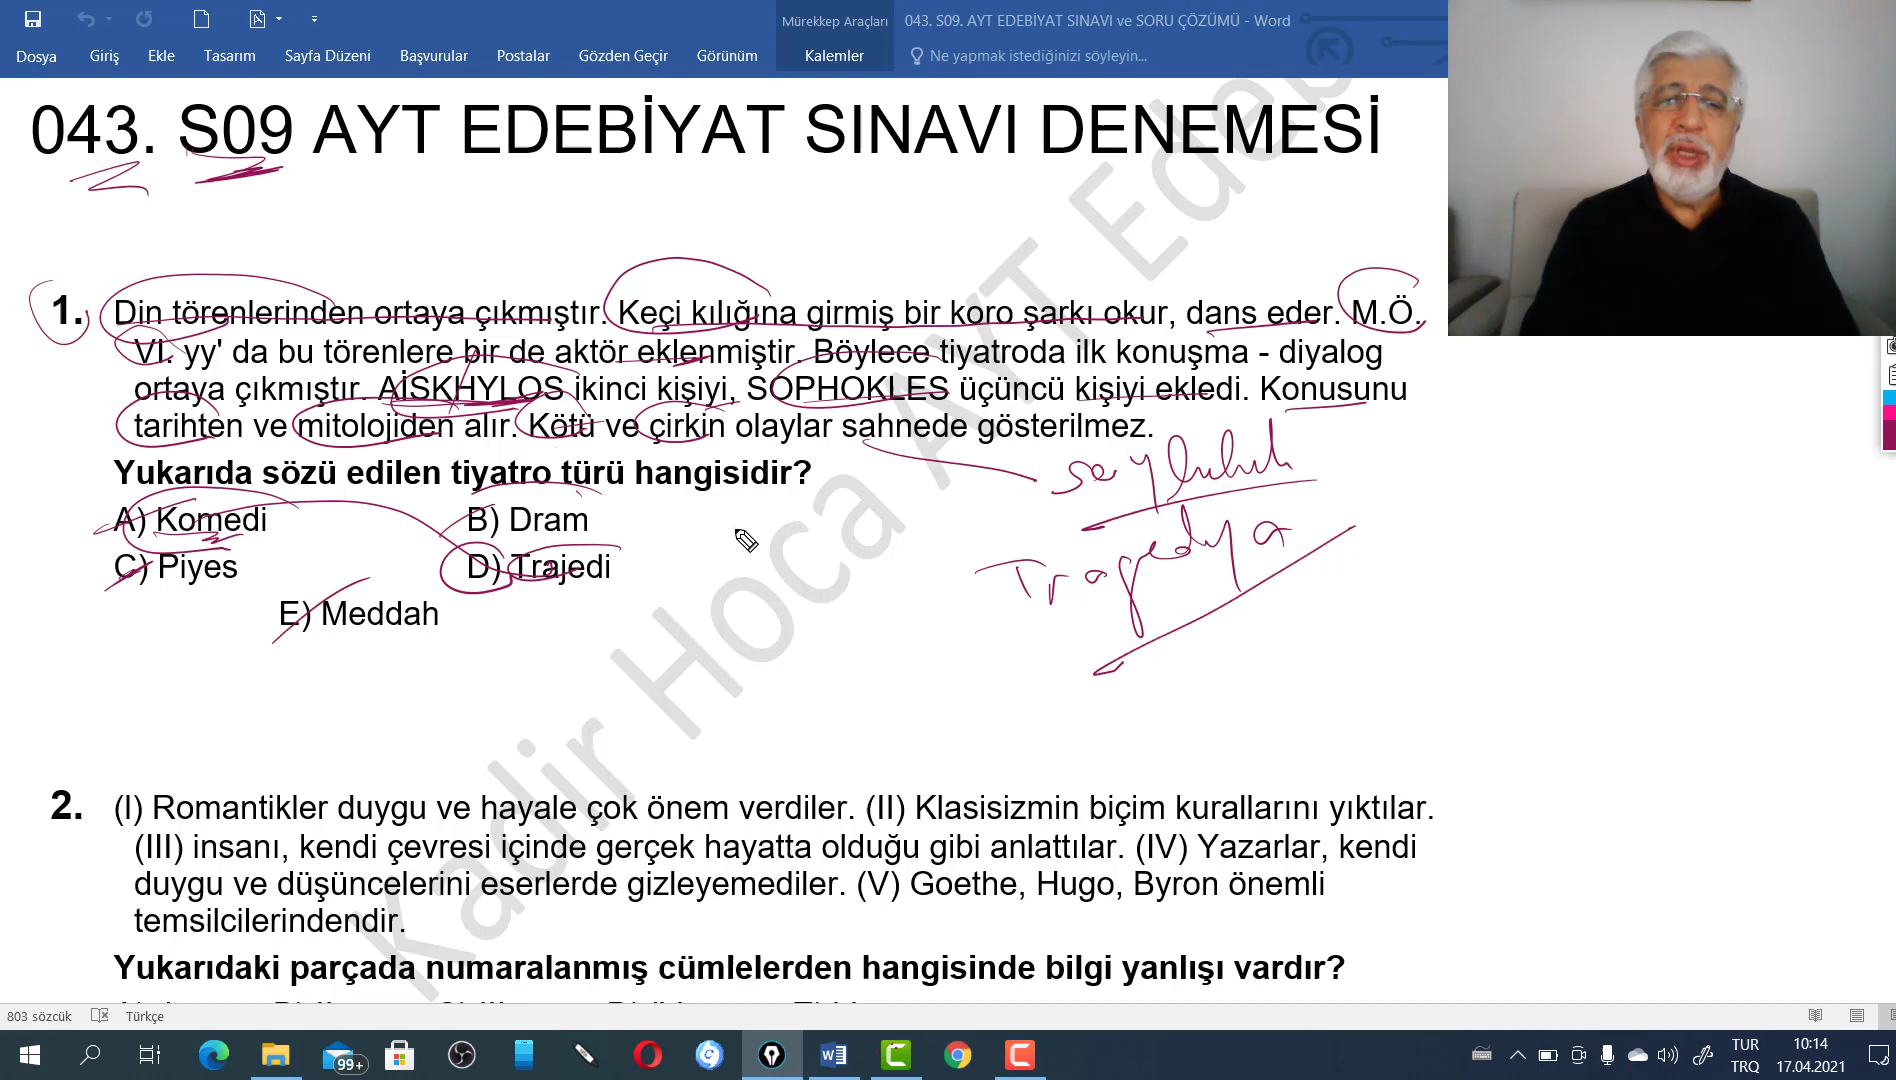 Mürekkep Araçları
043. S09. AYT EDEBİYAT SINAVI ve SORU ÇÖZÜMÜ - Word
Dosya Giriş Ekle Tasarım Sayfa Düzeni Başvurular Postalar Gözden Geçir Görünüm Kalemler Ne yapmak istediğinizi söyleyin...
043. S09 AYT EDEBİYAT SINAVI DENEMESİ
1. Din törenlerinden ortaya çıkmıştır. Keçi kılığına girmiş bir koro şarkı okur, dans eder. M.Ö.
VI. yy' da bu törenlere bir de aktör eklenmiştir. Böylece tiyatroda ilk konuşma - diyalog
ortaya çıkmıştır. AİSKHYLOS ikinci kişiyi, SOPHOKLES üçüncü kişiyi ekledi. Konusunu
tarihten ve mitolojiden alır. Kötü ve çirkin olaylar sahnede gösterilmez.
Yukarıda sözü edilen tiyatro türü hangisidir?
A) Komedi B) Dram
C) Piyes D) Trajedi
E) Meddah
Tragedya
Kadir Hoca AYT Edeb
2. (I) Romantikler duygu ve hayale çok önem verdiler. (II) Klasisizmin biçim kurallarını yıktılar.
(III) insanı, kendi çevresi içinde gerçek hayatta olduğu gibi anlattılar. (IV) Yazarlar, kendi
duygu ve düşüncelerini eserlerde gizleyemediler. (V) Goethe, Hugo, Byron önemli
temsilcilerindendir.
Yukarıdaki parçada numaralanmış cümlelerden hangisinde bilgi yanlışı vardır?
803 sözcük Türkçe
99+
TUR 10:14
TRQ 17.04.2021